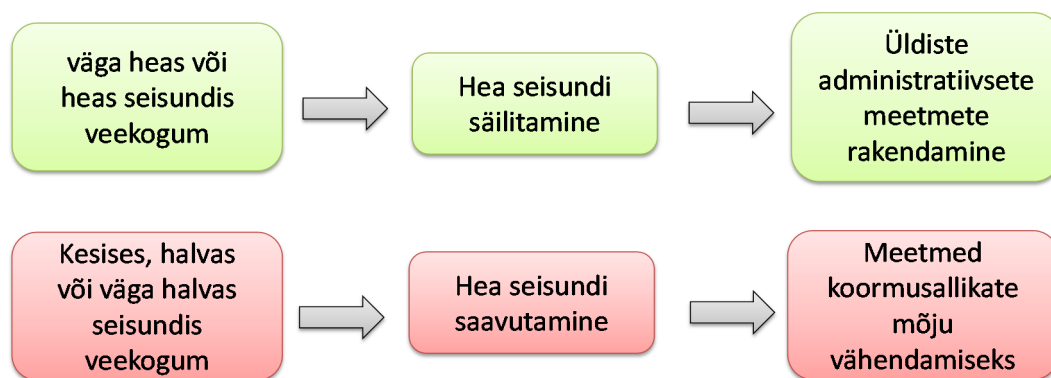 väga heas või
heas seisundis
veekogum
Hea seisundi
säilitamine
Üldiste
administratiivsete
meetmete
rakendamine
Kesises, halvas
või väga halvas
seisundis
veekogum
Hea seisundi
saavutamine
Meetmed
koormusallikate
mõju
vähendamiseks